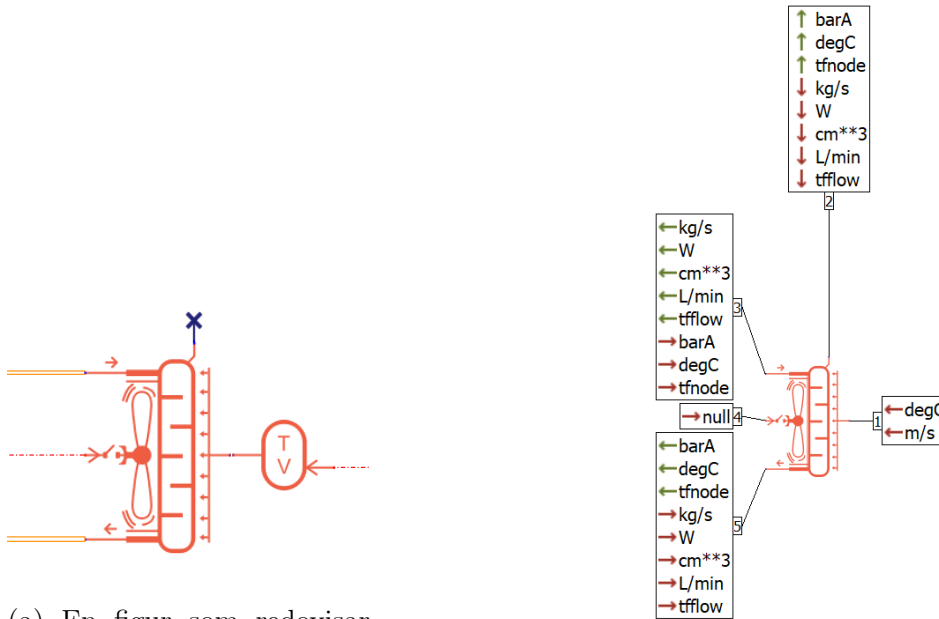 barA
degC
tfnode
kg/s
W
cm**3
L/min
tfflow
2
kg/s
W
cm**3
L/min
tfflow
barA
degC
tfnode
3
null
4
degC
m/s
1
barA
degC
tfnode
kg/s
W
cm**3
L/min
tfflow
5
T
V
(a) En figur som redovisar